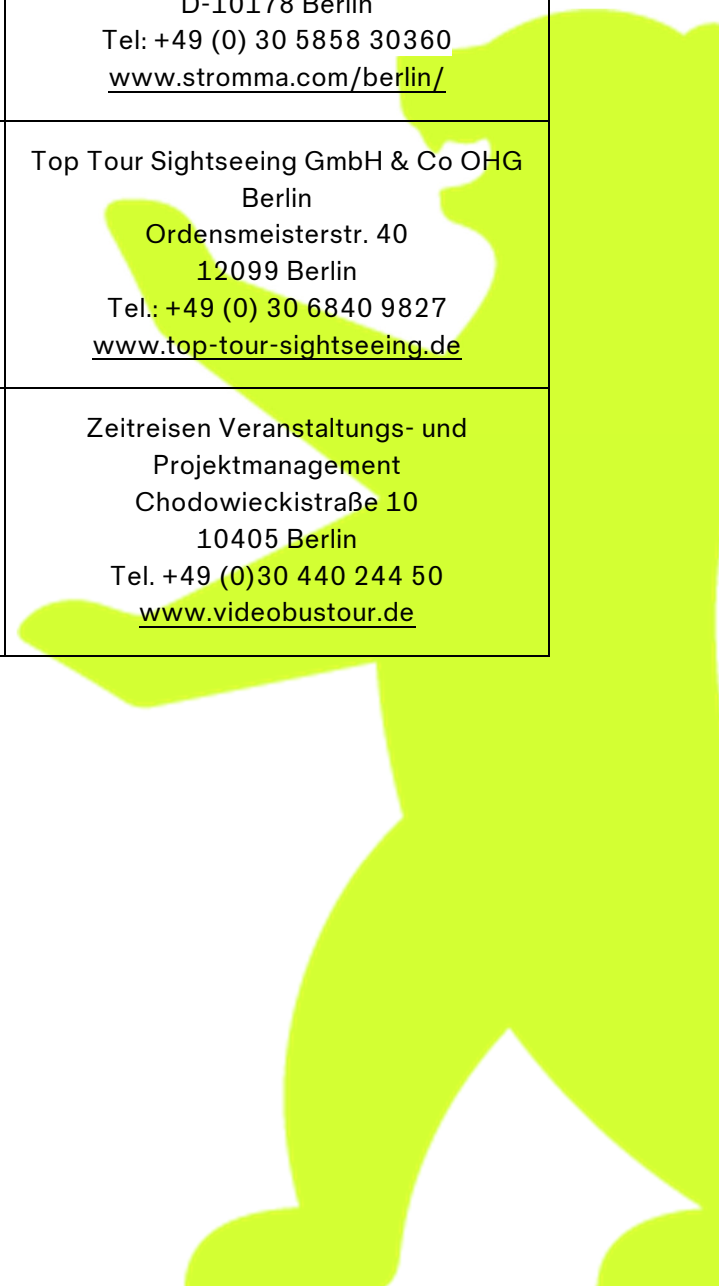 D-10178 Berlin
Tel: +49 (0) 30 5858 30360
www.stromma.com/berlin/
Top Tour Sightseeing GmbH & Co OHG
Berlin
Ordensmeisterstr. 40
12099 Berlin
Tel.: +49 (0) 30 6840 9827
www.top-tour-sightseeing.de
Zeitreisen Veranstaltungs- und
Projektmanagement
Chodowieckistraße 10
10405 Berlin
Tel. +49 (0)30 440 244 50
www.videobustour.de